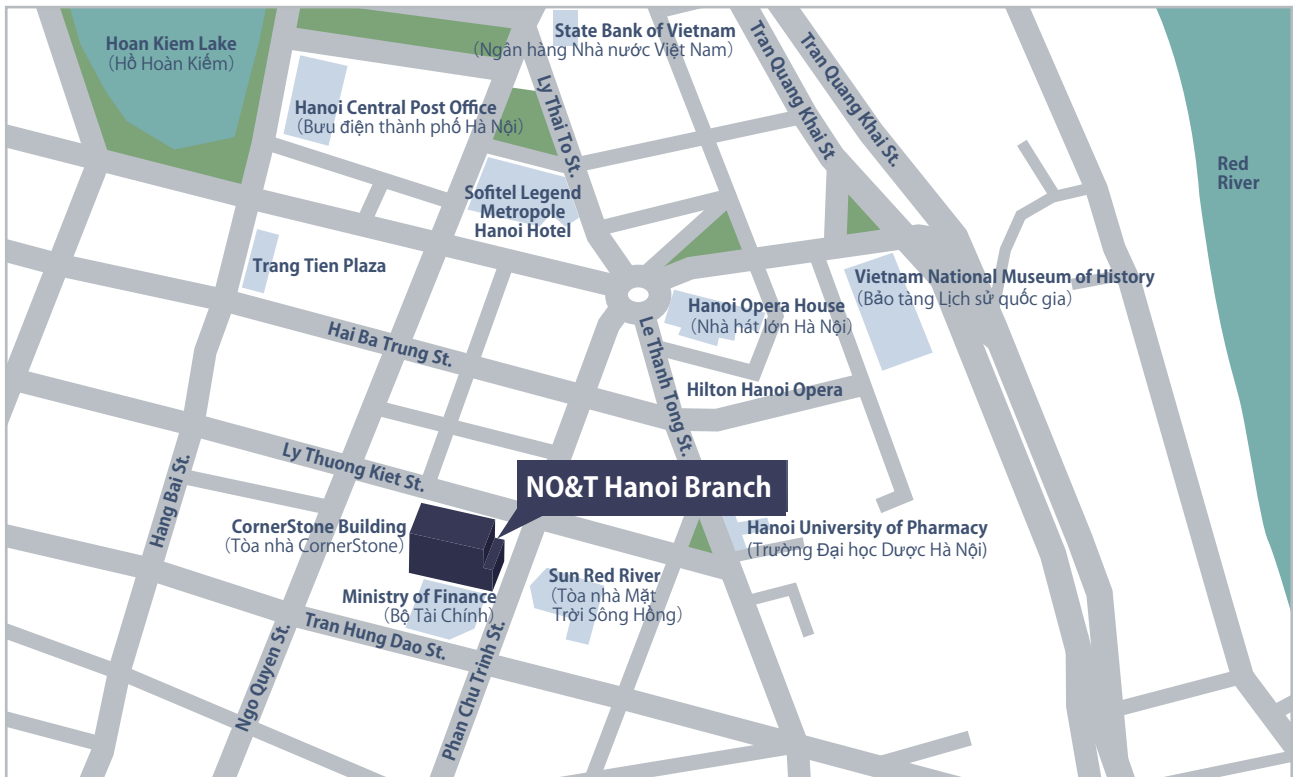 Hoan Kiem Lake
(Hồ Hoàn Kiếm)
State Bank of Vietnam
(Ngân hàng Nhà nước Việt Nam)
Tran Quang Khai St
Tran Quang Khai St.
Hanoi Central Post Office
(Bưu điện thành phố Hà Nội)
Ly Thai To St.
Red
River
Sofitel Legend
Metropole
Hanoi Hotel
Trang Tien Plaza
Vietnam National Museum of History
(Bảo tàng Lịch sử quốc gia)
Hanoi Opera House
(Nhà hát lớn Hà Nội)
Hai Ba Trung St.
Le Thanh Tong St.
Hilton Hanoi Opera
Ly Thuong Kiet St.
Hang Bai St.
NO&T Hanoi Branch
CornerStone Building
(Tòa nhà CornerStone)
Hanoi University of Pharmacy
(Trường Đại học Dược Hà Nội)
Sun Red River
(Tòa nhà Mặt
Trời Sông Hồng)
Ministry of Finance
(Bộ Tài Chính)
Tran Hung Dao St.
Ngo Quyen St.
Phan Chu Trinh St.